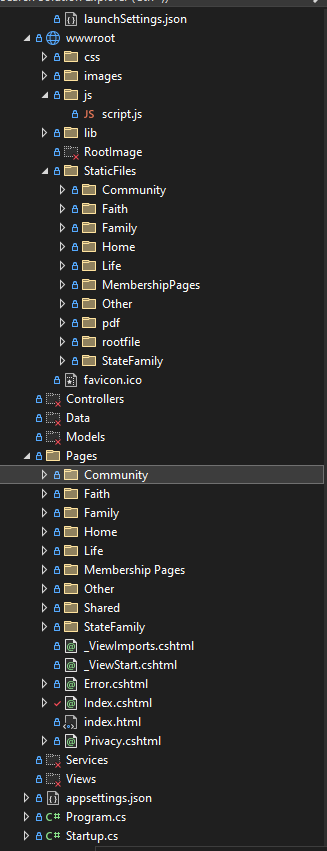 launchSettings.json
wwwroot
css
images
js
JS script.js
lib
RootImage
StaticFiles
Community
Faith
Family
Home
Life
MembershipPages
Other
pdf
rootfile
StateFamily
favicon.ico
Controllers
Data
Models
Pages
Community
Faith
Family
Home
Life
Membership Pages
Other
Shared
StateFamily
_ViewImports.cshtml
_ViewStart.cshtml
Error.cshtml
Index.cshtml
index.html
Privacy.cshtml
Services
Views
appsettings.json
C# Program.cs
C# Startup.cs